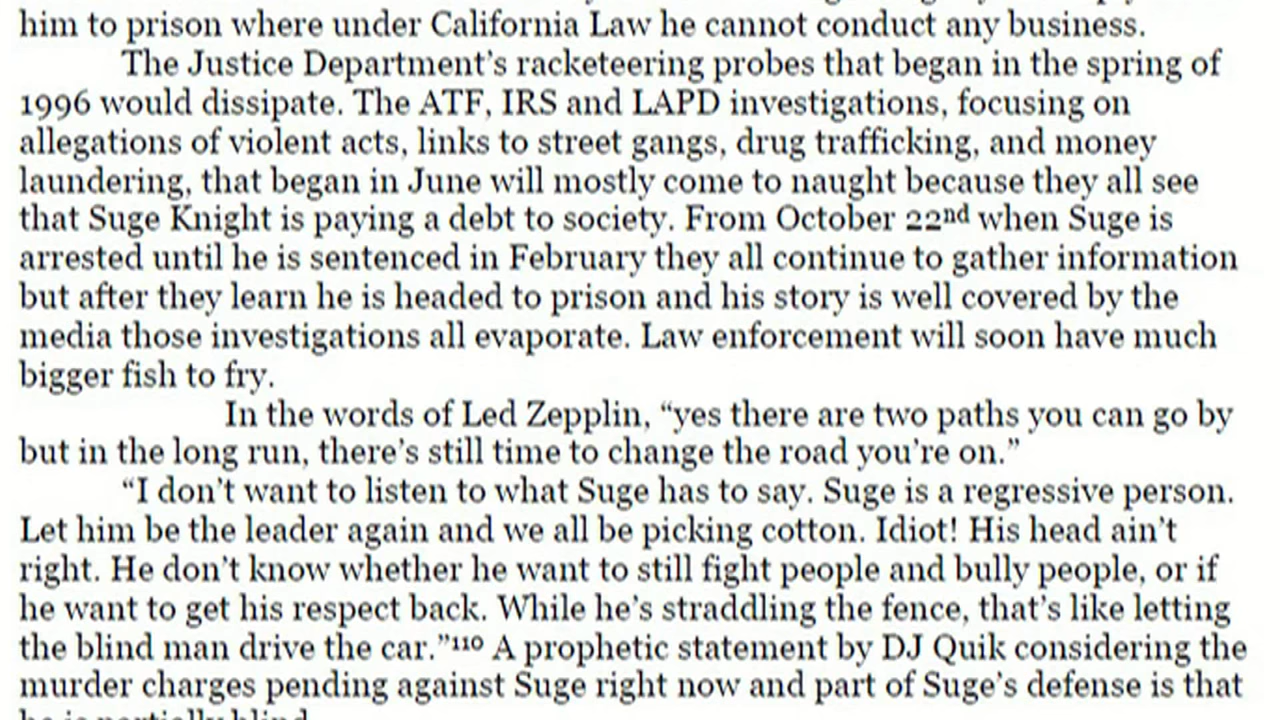 him to prison where under California Law he cannot conduct any business.
The Justice Department’s racketeering probes that began in the spring of
1996 would dissipate. The ATF, IRS and LAPD investigations, focusing on
allegations of violent acts, links to street gangs, drug trafficking, and money
laundering, that began in June will mostly come to naught because they all see
that Suge Knight is paying a debt to society. From October 22nd when Suge is
arrested until he is sentenced in February they all continue to gather information
but after they learn he is headed to prison and his story is well covered by the
media those investigations all evaporate. Law enforcement will soon have much
bigger fish to fry.
In the words of Led Zepplin, “yes there are two paths you can go by
but in the long run, there’s still time to change the road you’re on.”
“I don’t want to listen to what Suge has to say. Suge is a regressive person.
Let him be the leader again and we all be picking cotton. Idiot! His head ain’t
right. He don’t know whether he want to still fight people and bully people, or if
he want to get his respect back. While he’s straddling the fence, that’s like letting
the blind man drive the car.”110 A prophetic statement by DJ Quik considering the
murder charges pending against Suge right now and part of Suge’s defense is that
he is partially blind.